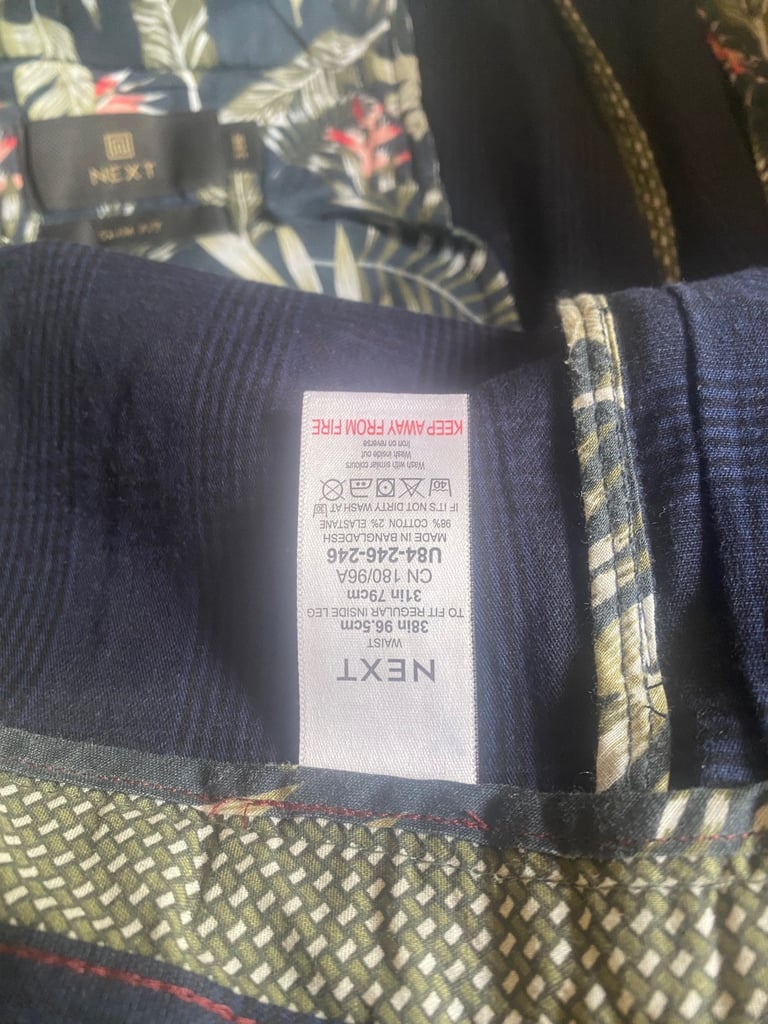 NEXT
SLIM FIT
NEXT
WAIST
38in 96.5cm
TO FIT REGULAR INSIDE LEG
31in 79cm
CN 180/96A
U84-246-246
MADE IN BANGLADESH
98% COTTON 2% ELASTANE
IF IT'S NOT DIRTY WASH AT 30
40
Wash with similar colours
Wash inside out
Iron on reverse
KEEP AWAY FROM FIRE